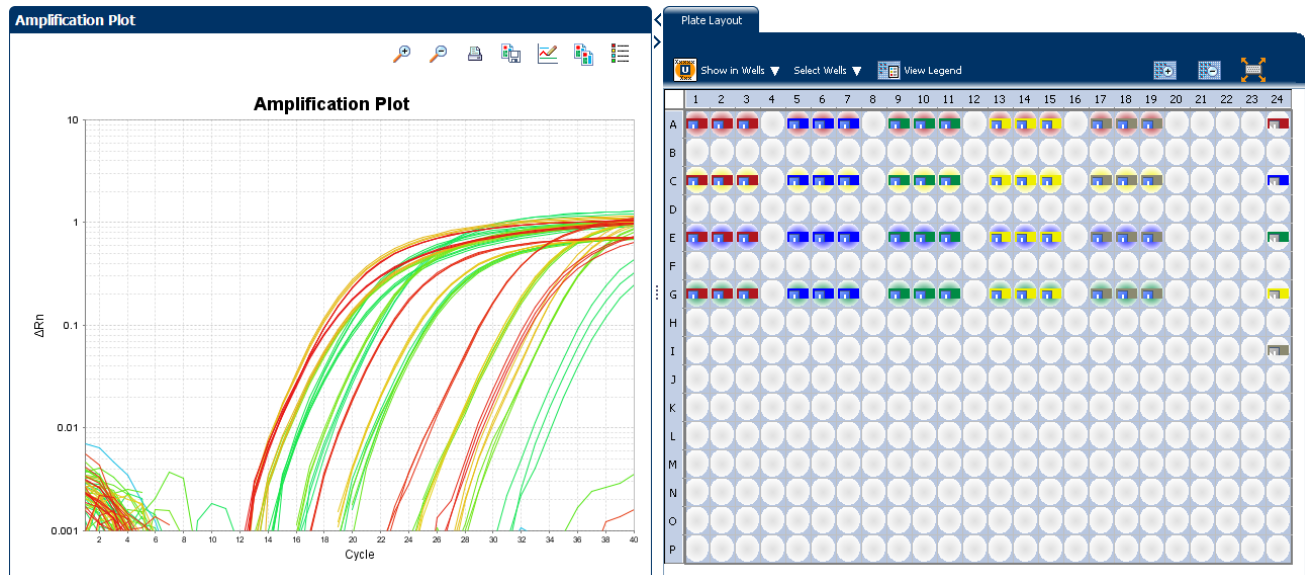 Amplification Plot
Amplification Plot
10
1
0.1
0.01
0.001
ΔRn
2 4 6 8 10 12 14 16 18 20 22 24 26 28 30 32 34 36 38 40
Cycle
Plate Layout
Show in Wells ▼ Select Wells ▼ View Legend
1 2 3 4 5 6 7 8 9 10 11 12 13 14 15 16 17 18 19 20 21 22 23 24
A
B
C
D
E
F
G
H
I
J
K
L
M
N
O
P